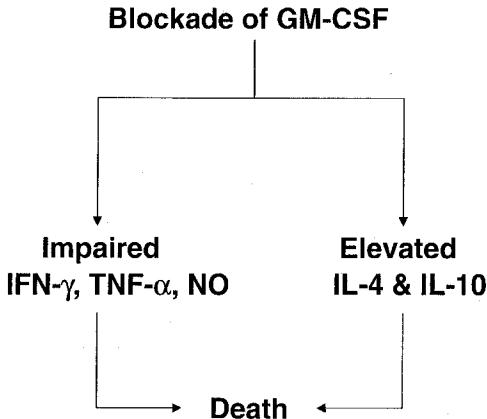 Blockade of GM-CSF
Impaired
IFN-γ, TNF-α, NO
Elevated
IL-4 & IL-10
Death